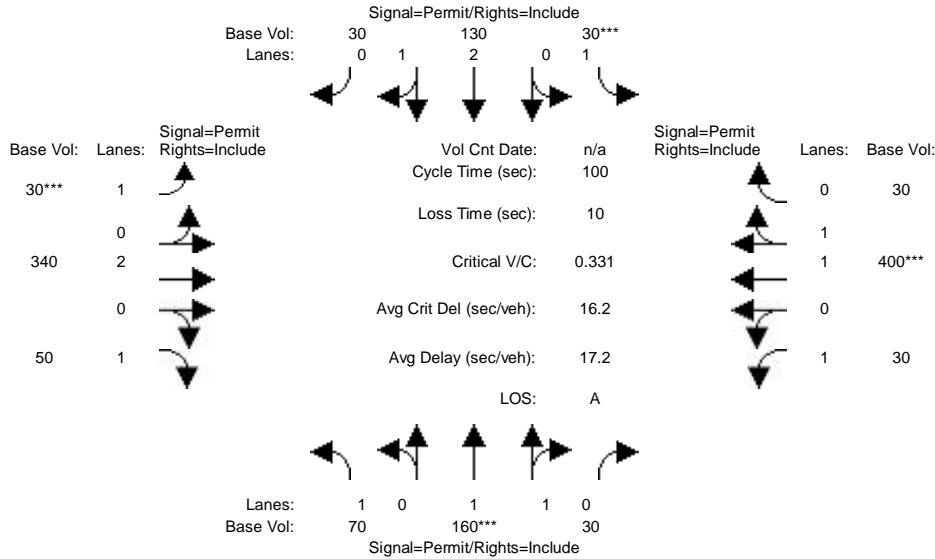 Signal=Permit/Rights=Include
Base Vol: 30 130 30***
Lanes: 0 1 2 0 1
Signal=Permit Signal=Permit
Base Vol: Lanes: Rights=Include Vol Cnt Date: n/a Rights=Include Lanes: Base Vol:
Cycle Time (sec): 100
30*** 1 0 30
Loss Time (sec): 10
0 1
340 2 Critical V/C: 0.331 1 400***
0 Avg Crit Del (sec/veh): 16.2 0
50 1 Avg Delay (sec/veh): 17.2 1 30
LOS: A
Lanes: 1 0 1 1 0
Base Vol: 70 160*** 30
Signal=Permit/Rights=Include